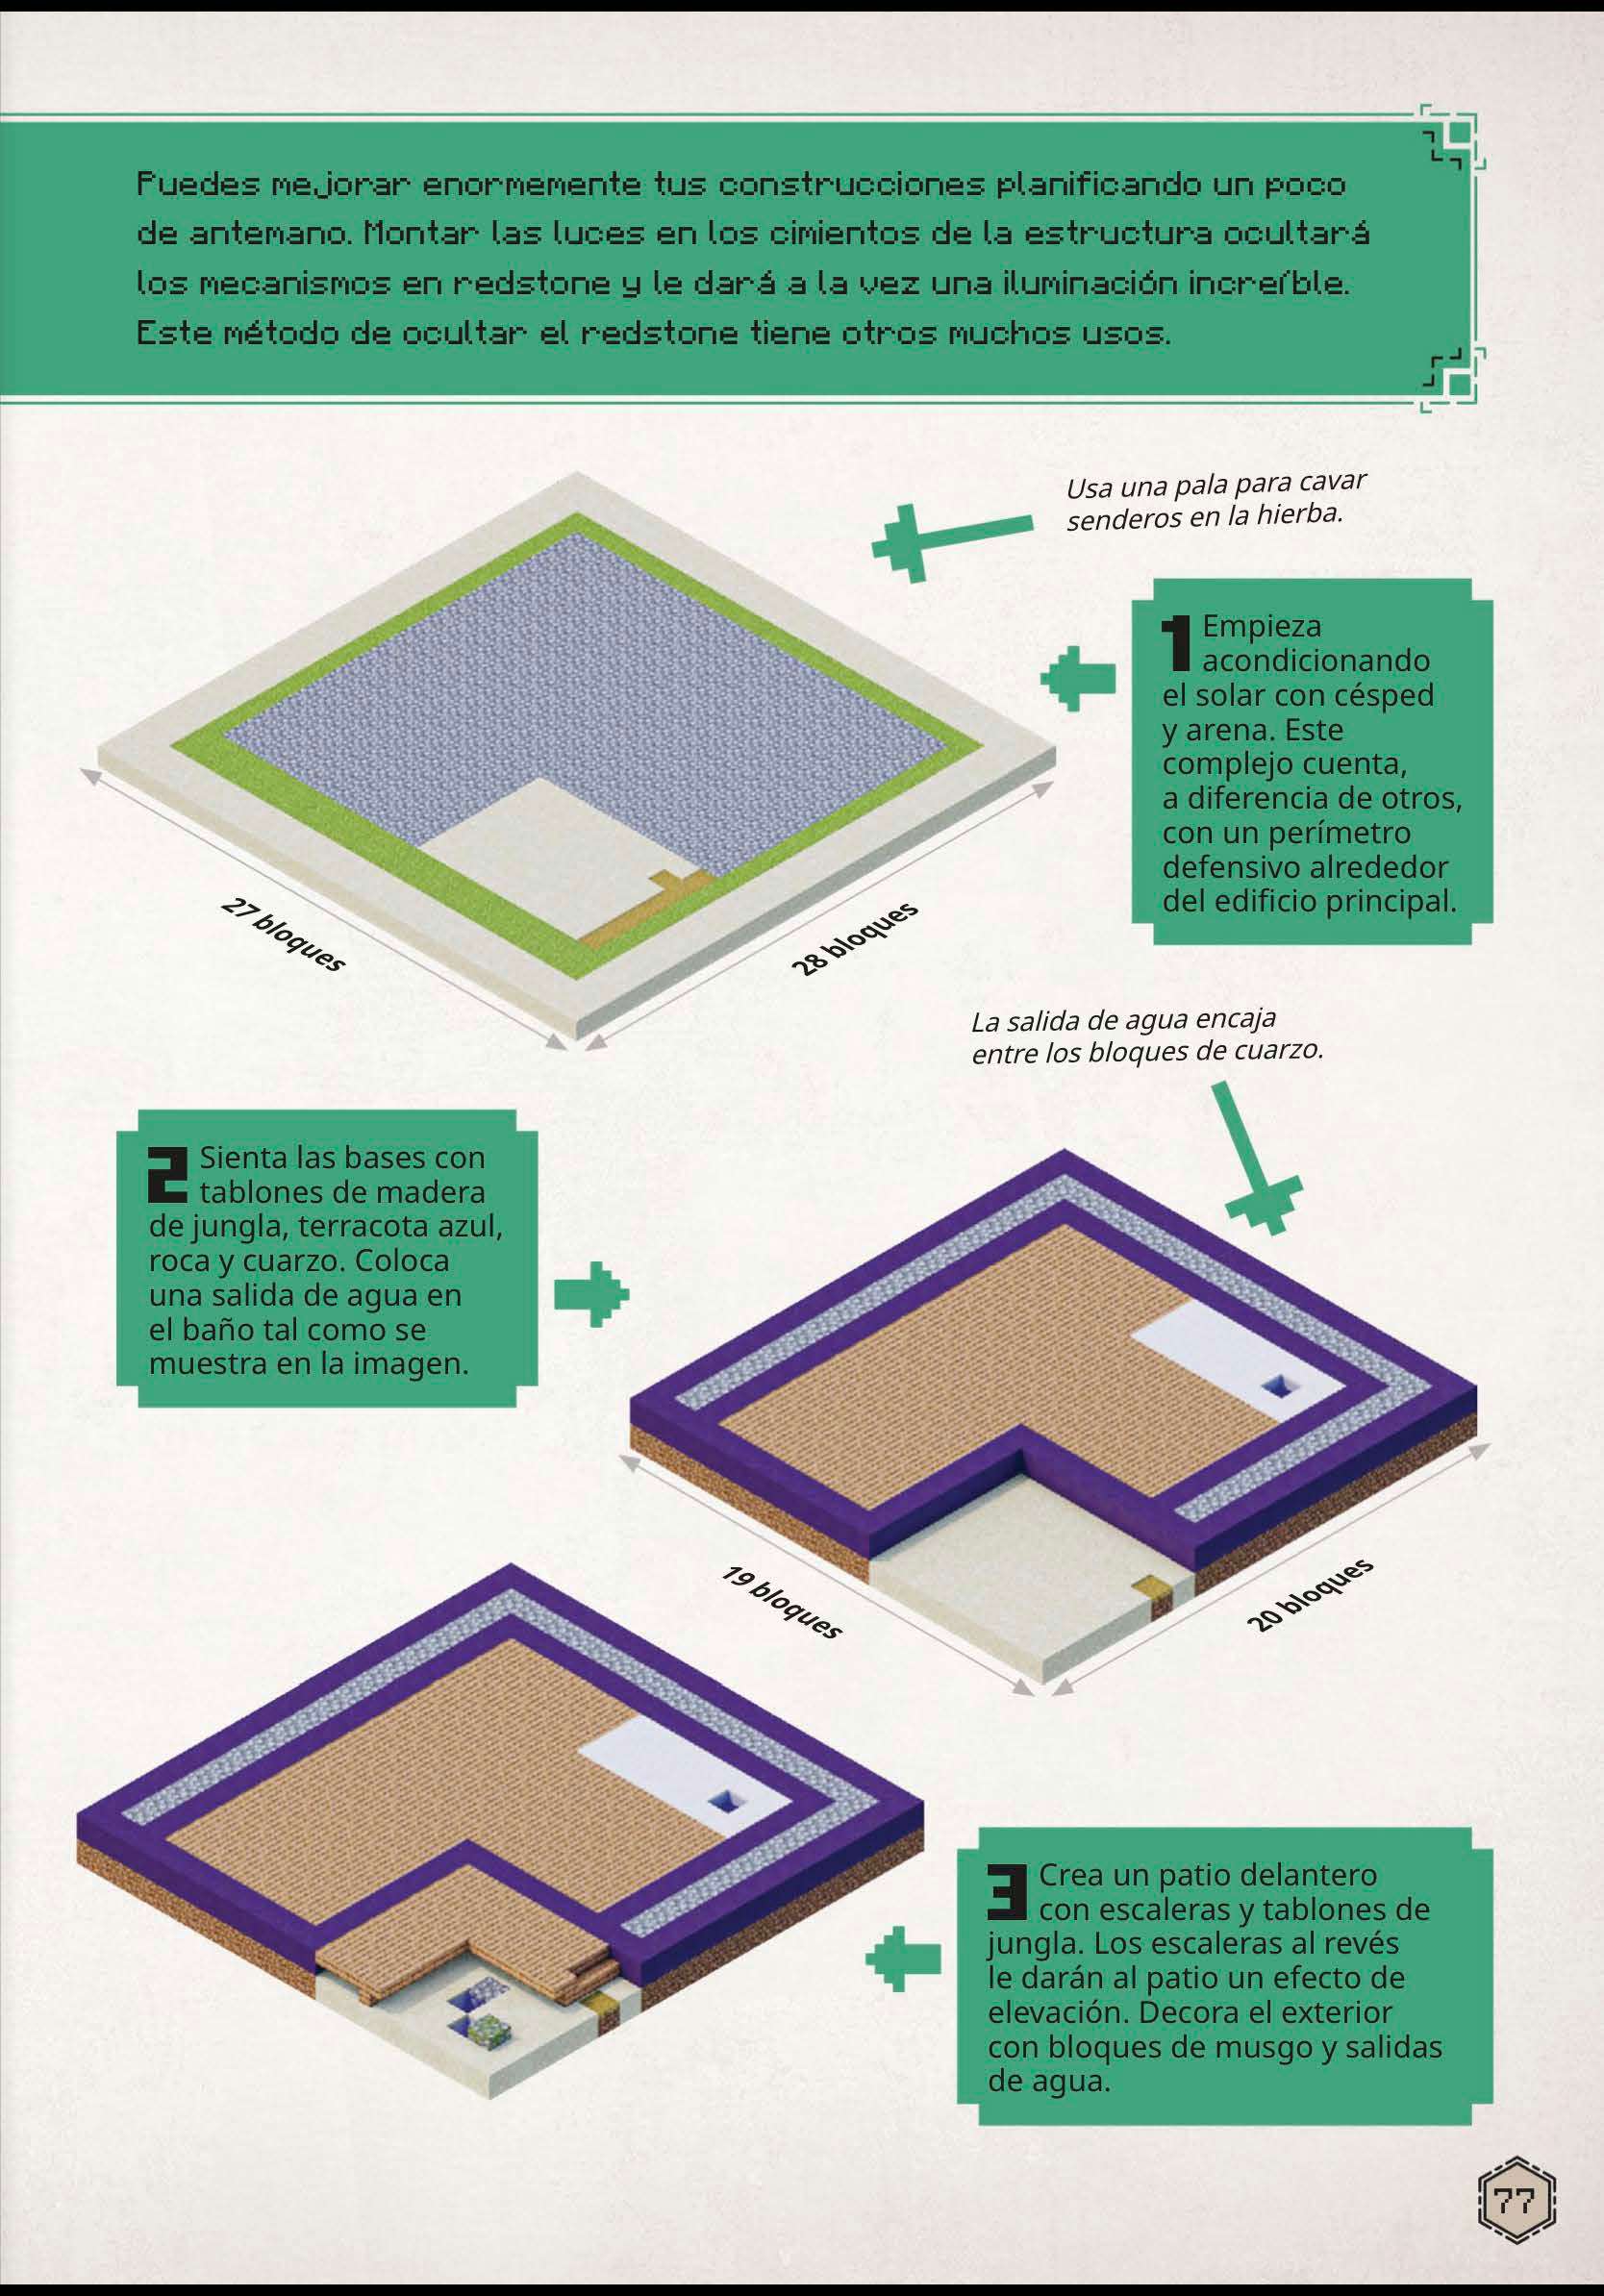 Puedes mejorar enormemente tus construcciones planificando un poco
de antemano. Montar las luces en los cimientos de la estructura ocultará
los mecanismos en redstone y le dará a la vez una iluminación increíble.
Este método de ocultar el redstone tiene otros muchos usos.
Usa una pala para cavar
senderos en la hierba.
1 Empieza
acondicionando
el solar con césped
y arena. Este
complejo cuenta,
a diferencia de otros,
con un perímetro
defensivo alrededor
del edificio principal.
27 bloques
28 bloques
La salida de agua encaja
entre los bloques de cuarzo.
2 Sienta las bases con
tablones de madera
de jungla, terracota azul,
roca y cuarzo. Coloca
una salida de agua en
el baño tal como se
muestra en la imagen.
19 bloques
20 bloques
3 Crea un patio delantero
con escaleras y tablones de
jungla. Los escaleras al revés
le darán al patio un efecto de
elevación. Decora el exterior
con bloques de musgo y salidas
de agua.
77